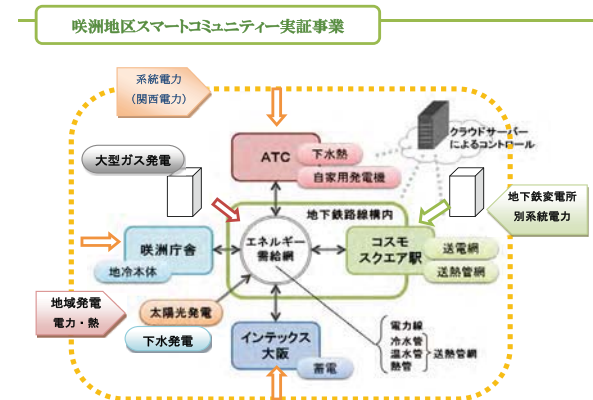 咲洲地区スマートコミュニティー実証事業
系統電力
(関西電力)
大型ガス発電
ATC
下水熱
自家用発電機
クラウドサーバー
によるコントロール
地下鉄変電所
別系統電力
地下鉄路線構内
咲洲庁舎
地冷本体
エネルギー
需給網
コスモ
スクエア駅
送電網
送熱管網
地域発電
電力・熱
太陽光発電
下水発電
インテックス
大阪
蓄電
電力線
冷水管
温水管
熱管
送熱管網